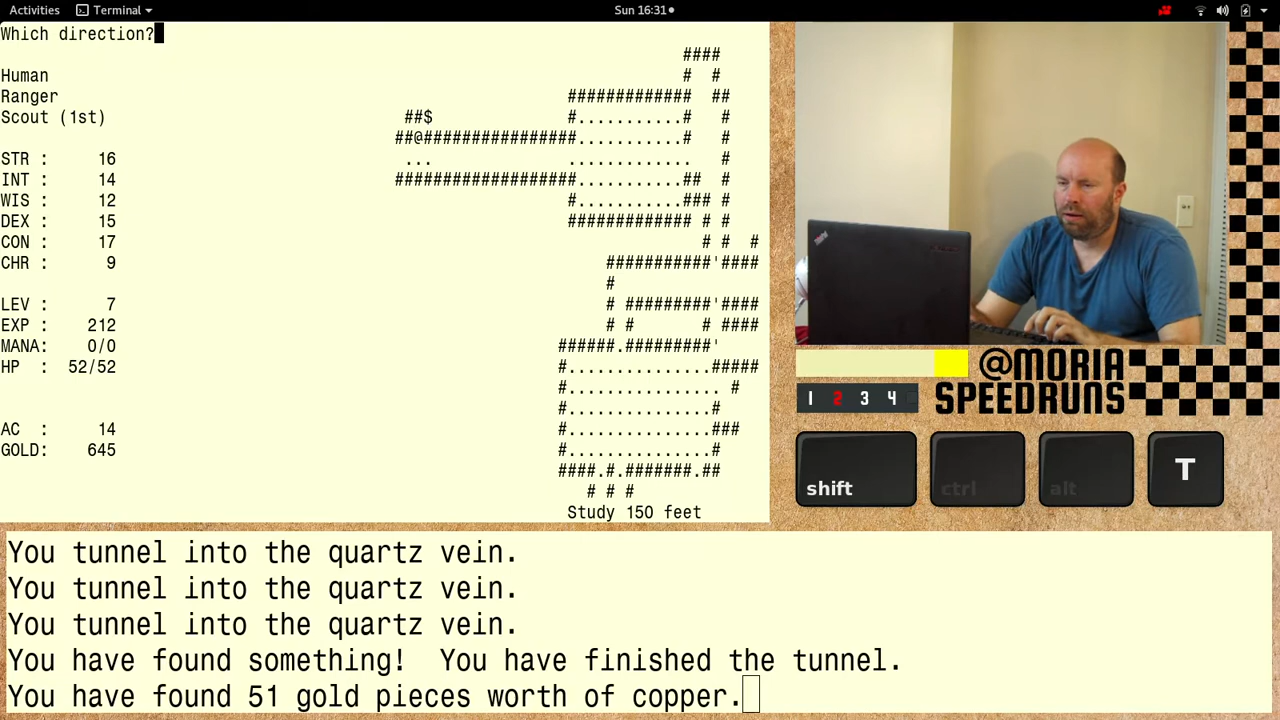 Activities Terminal Sun 16:31
Which direction?
####
Human # #
Ranger ############# ##
Scout (1st) ##$ #...........# #
##@################...........# #
STR : 16 ... ............. #
INT : 14 ###################...........## #
WIS : 12 #...........### #
DEX : 15 ############# # #
CON : 17 # # #
CHR : 9 ###########'####
#
LEV : 7 # #########'####
EXP : 212 # # # ####
MANA: 0/0 ######.#########'
HP : 52/52 #...............#####
#................ #
#...............#
AC : 14 #...............###
GOLD: 645 #...............#
####.#.#######.##
# # #
Study 150 feet
@MORIA
SPEEDRUNS
1 2 3 4
shift ctrl alt T
You tunnel into the quartz vein.
You tunnel into the quartz vein.
You tunnel into the quartz vein.
You have found something! You have finished the tunnel.
You have found 51 gold pieces worth of copper.